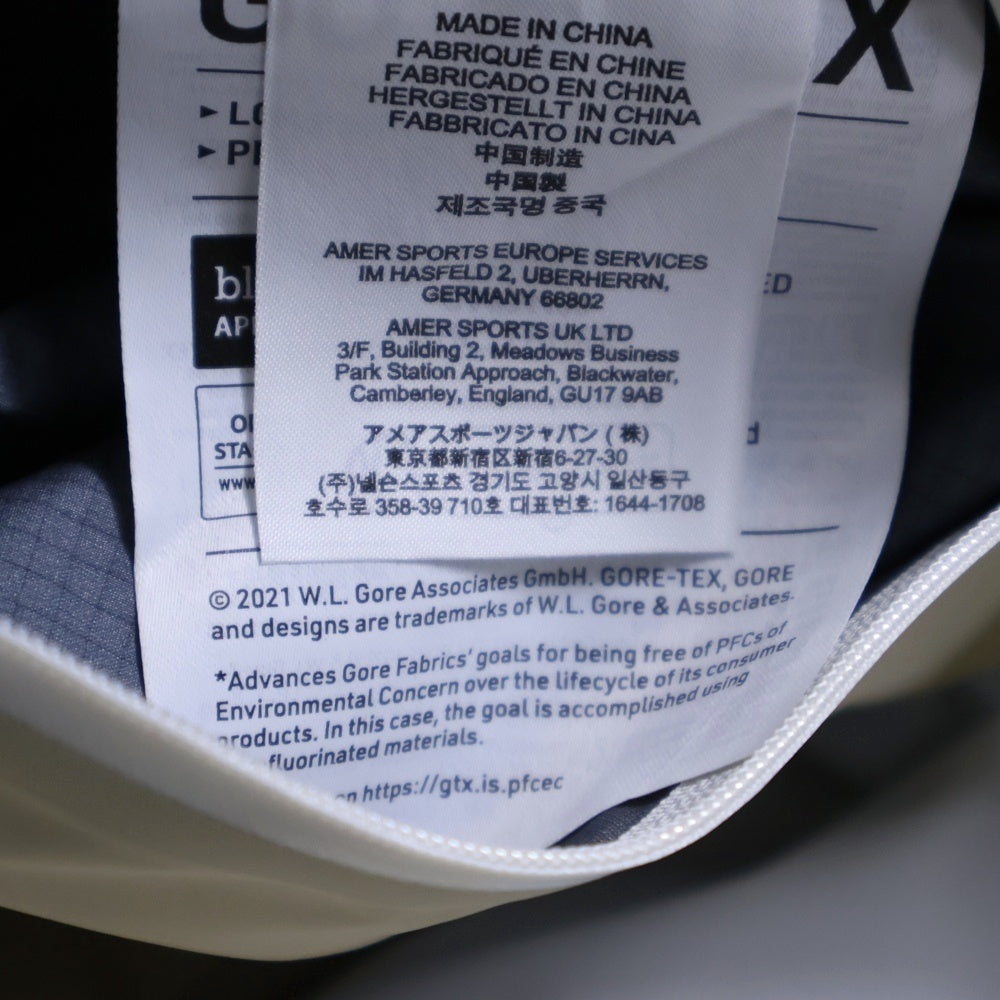 MADE IN CHINA
FABRIQUÉ EN CHINE
FABRICADO EN CHINA
HERGESTELLT IN CHINA
FABBRICATO IN CINA
中国制造
中国製
제조국명 중국
AMER SPORTS EUROPE SERVICES
IM HASFELD 2, UBERHERRN,
GERMANY 66802
AMER SPORTS UK LTD
3/F, Building 2, Meadows Business
Park Station Approach, Blackwater,
Camberley, England, GU17 9AB
アメアスポーツジャパン (株)
東京都新宿区新宿6-27-30
(주)넬슨스포츠 경기도 고양시 일산동구
호수로 358-39 710호 대표번호: 1644-1708
© 2021 W.L. Gore Associates GmbH. GORE-TEX, GORE
and designs are trademarks of W.L. Gore & Associates.
*Advances Gore Fabrics' goals for being free of PFCs of
Environmental Concern over the lifecycle of its consumer
products. In this case, the goal is accomplished using
fluorinated materials.
on https://gtx.is.pfcec